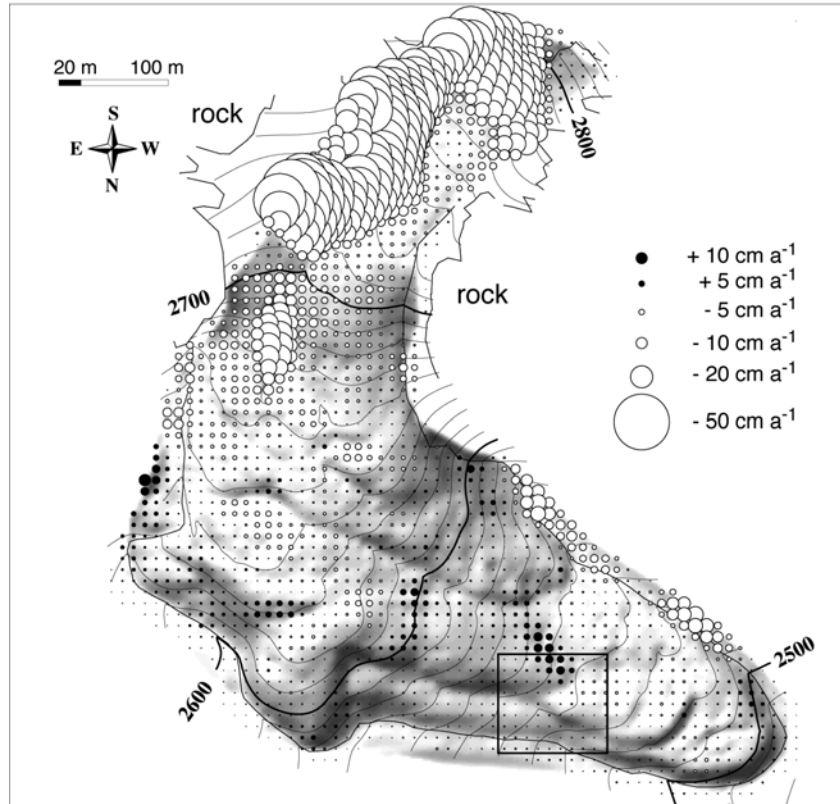 20 m 100 m
rock
S
E W
N
2800
+ 10 cm a⁻¹
+ 5 cm a⁻¹
- 5 cm a⁻¹
- 10 cm a⁻¹
- 20 cm a⁻¹
- 50 cm a⁻¹
2700
rock
2500
2600